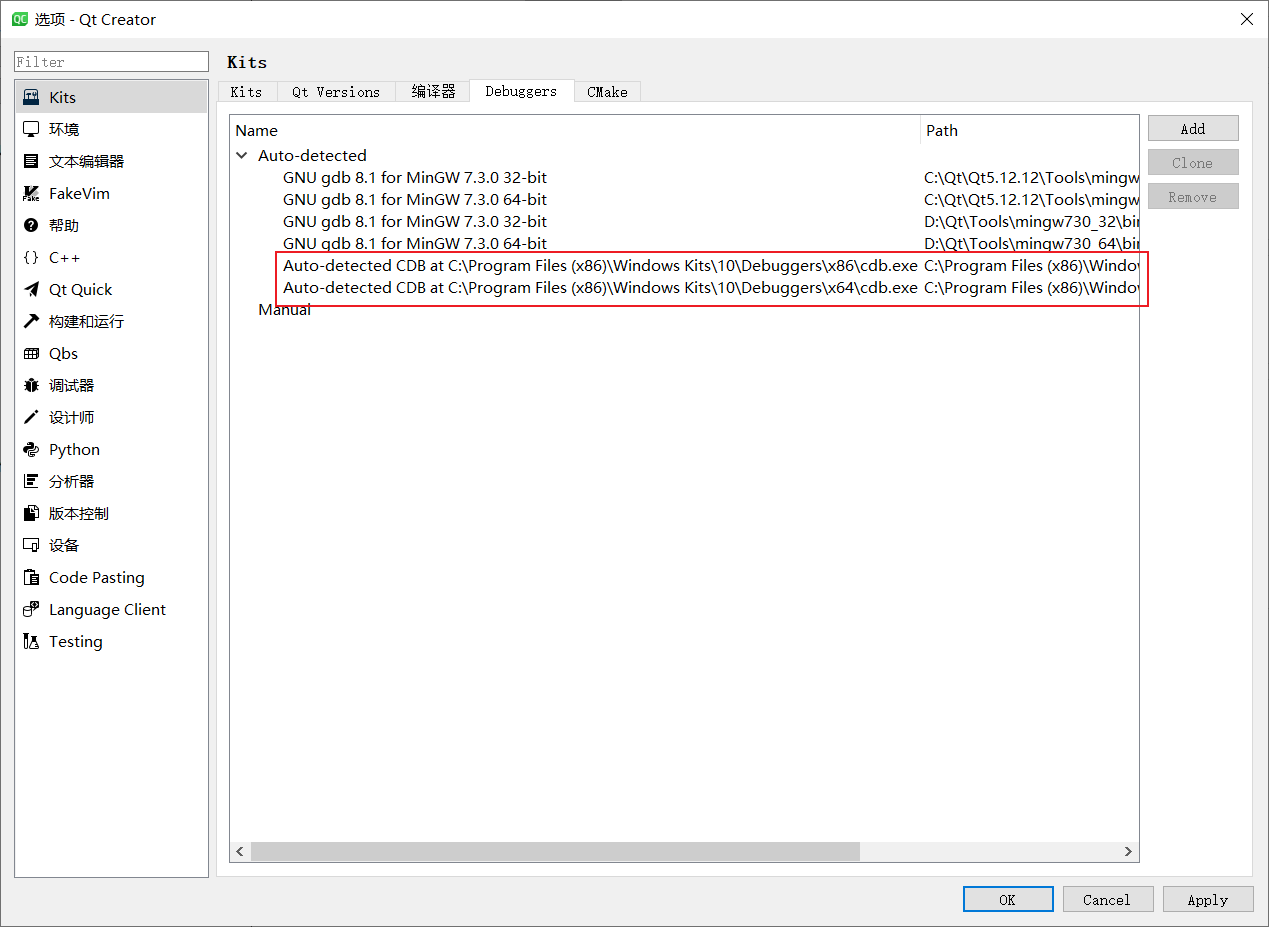 QC 选项 - Qt Creator
Filter
Kits
环境
文本编辑器
FakeVim
帮助
{} C++
Qt Quick
构建和运行
Qbs
调试器
设计师
Python
分析器
版本控制
设备
Code Pasting
Language Client
Testing
Kits
Kits Qt Versions 编译器 Debuggers CMake
Name Path
Auto-detected
GNU gdb 8.1 for MinGW 7.3.0 32-bit C:\Qt\Qt5.12.12\Tools\mingw
GNU gdb 8.1 for MinGW 7.3.0 64-bit C:\Qt\Qt5.12.12\Tools\mingw
GNU gdb 8.1 for MinGW 7.3.0 32-bit D:\Qt\Tools\mingw730_32\bin
GNU gdb 8.1 for MinGW 7.3.0 64-bit D:\Qt\Tools\mingw730_64\bin
Auto-detected CDB at C:\Program Files (x86)\Windows Kits\10\Debuggers\x86\cdb.exe C:\Program Files (x86)\Windo
Auto-detected CDB at C:\Program Files (x86)\Windows Kits\10\Debuggers\x64\cdb.exe C:\Program Files (x86)\Windo
Manual
Add
Clone
Remove
OK Cancel Apply